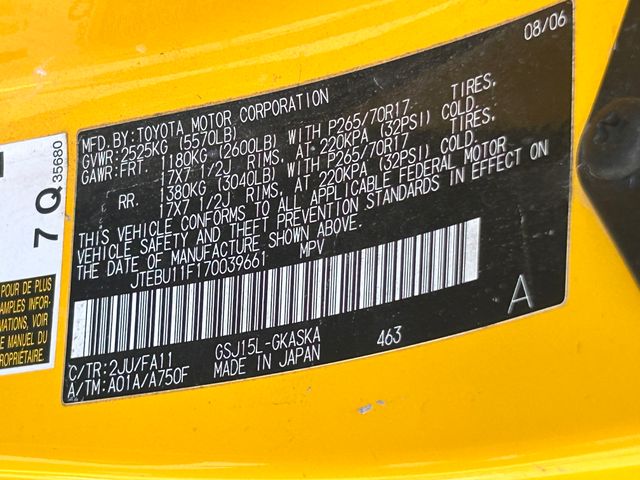 08/06
MFD.BY:TOYOTA MOTOR CORPORATION
GVWR:2525KG (5570LB)
GAWR:FRT. 1180KG (2600LB) WITH P265/70R17 TIRES,
17X7 1/2J RIMS, AT 220KPA (32PSI) COLD.
RR. 1380KG (3040LB) WITH P265/70R17 TIRES,
17X7 1/2J RIMS, AT 220KPA (32PSI) COLD.
THIS VEHICLE CONFORMS TO ALL APPLICABLE FEDERAL MOTOR
VEHICLE SAFETY AND THEFT PREVENTION STANDARDS IN EFFECT ON
THE DATE OF MANUFACTURE SHOWN ABOVE.
JTEBU11F170039661 MPV
A
C/TR:2JU/FA11 GSJ15L-GKASKA 463
A/TM:A01A/A750F MADE IN JAPAN
7 Q 35680
POUR DE PLUS
AMPLES INFOR-
MATIONS, VOIR
DU
PROPRIÉTAIRE.